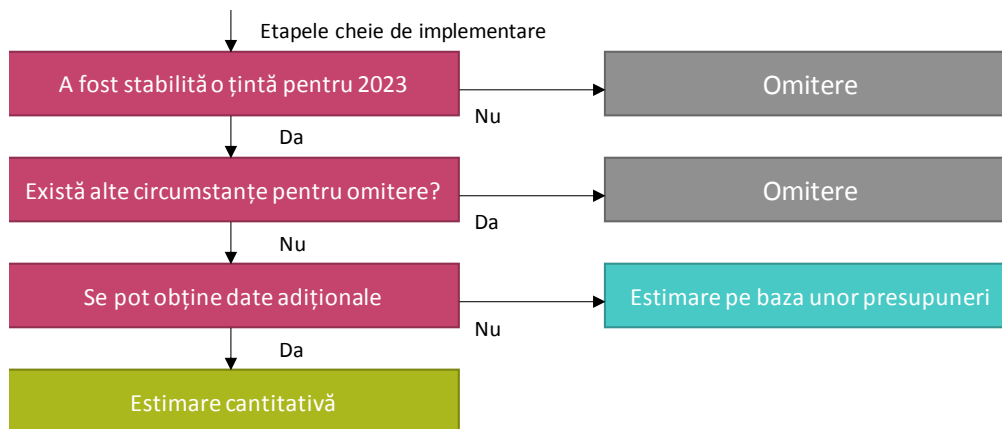 Etapele cheie de implementare
A fost stabilită o țintă pentru 2023
Omitere
Nu
Da
Există alte circumstanțe pentru omitere?
Omitere
Da
Nu
Se pot obține date adiționale
Estimare pe baza unor presupuneri
Nu
Da
Estimare cantitativă